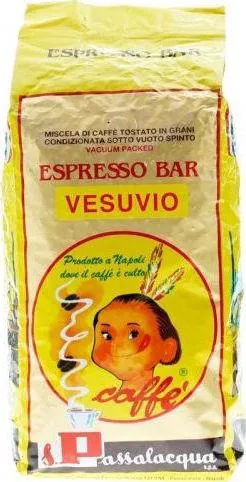 ESPRESSO BAR
MISCELA DI CAFFÈ TOSTATO IN GRANI
CONDIZIONATA SOTTO VUOTO SPINTO
VACUUM PACKED
ESPRESSO BAR
VESUVIO
Prodotto a Napoli
dove il caffè è culto
caffè
®
S. Passalacqua
S.P.A.